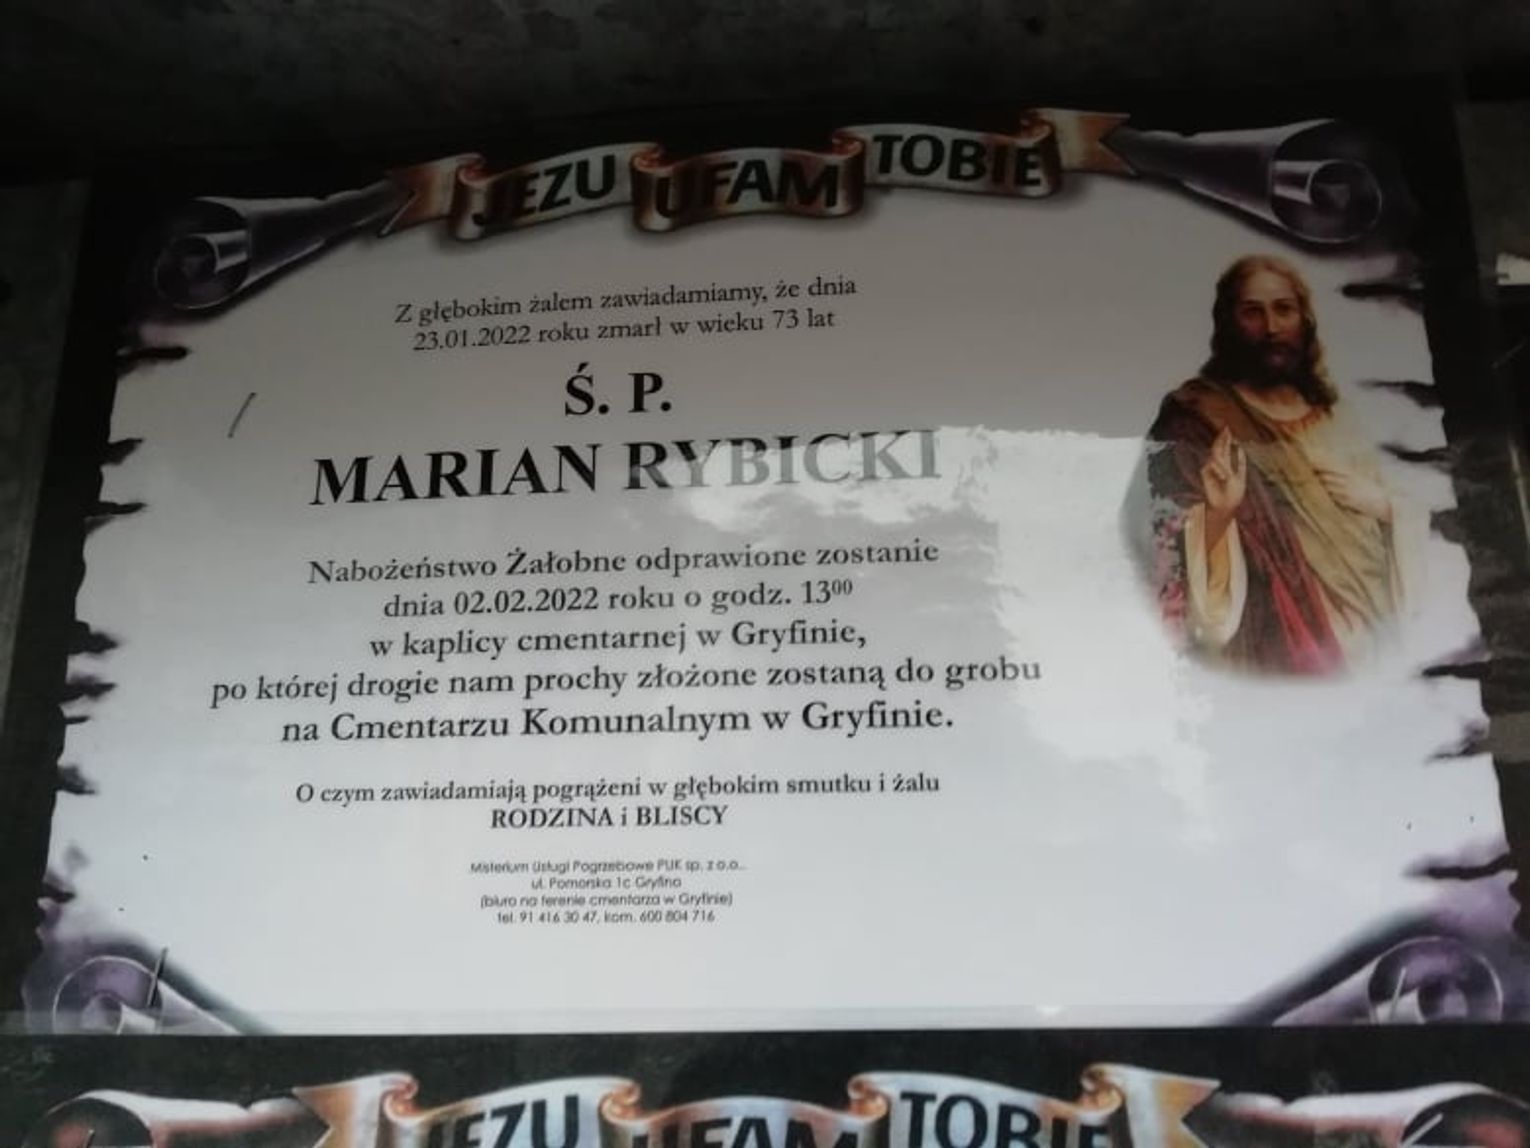 JEZU UFAM TOBIE
Z głębokim żalem zawiadamiamy, że dnia
23.01.2022 roku zmarł w wieku 73 lat
Ś. P.
MARIAN RYBICKI
Nabożeństwo Żałobne odprawione zostanie
dnia 02.02.2022 roku o godz. 13⁰⁰
w kaplicy cmentarnej w Gryfinie,
po której drogie nam prochy złożone zostaną do grobu
na Cmentarzu Komunalnym w Gryfinie.
O czym zawiadamiają pogrążeni w głębokim smutku i żalu
RODZINA i BLISCY
Misterium Usługi Pogrzebowe PUK sp. z o.o..
ul. Pomorska 1c Gryfino
(biuro na terenie cmentarza w Gryfinie)
tel. 91 416 30 47, kom. 600 804 716
JEZU UFAM TOBIE